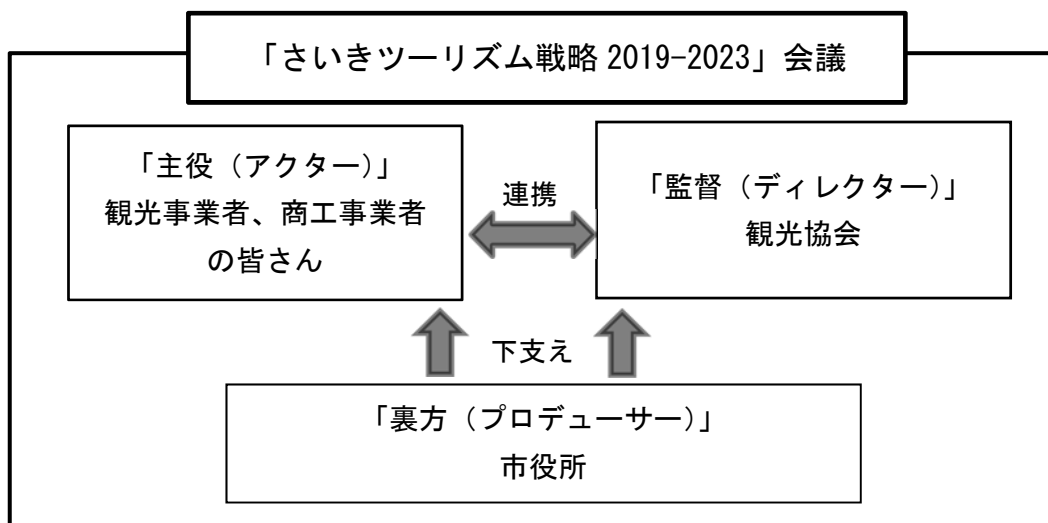 「さいきツーリズム戦略 2019-2023」会議
「主役（アクター）」
観光事業者、商工事業者
の皆さん
連携
「監督（ディレクター）」
観光協会
下支え
「裏方（プロデューサー）」
市役所